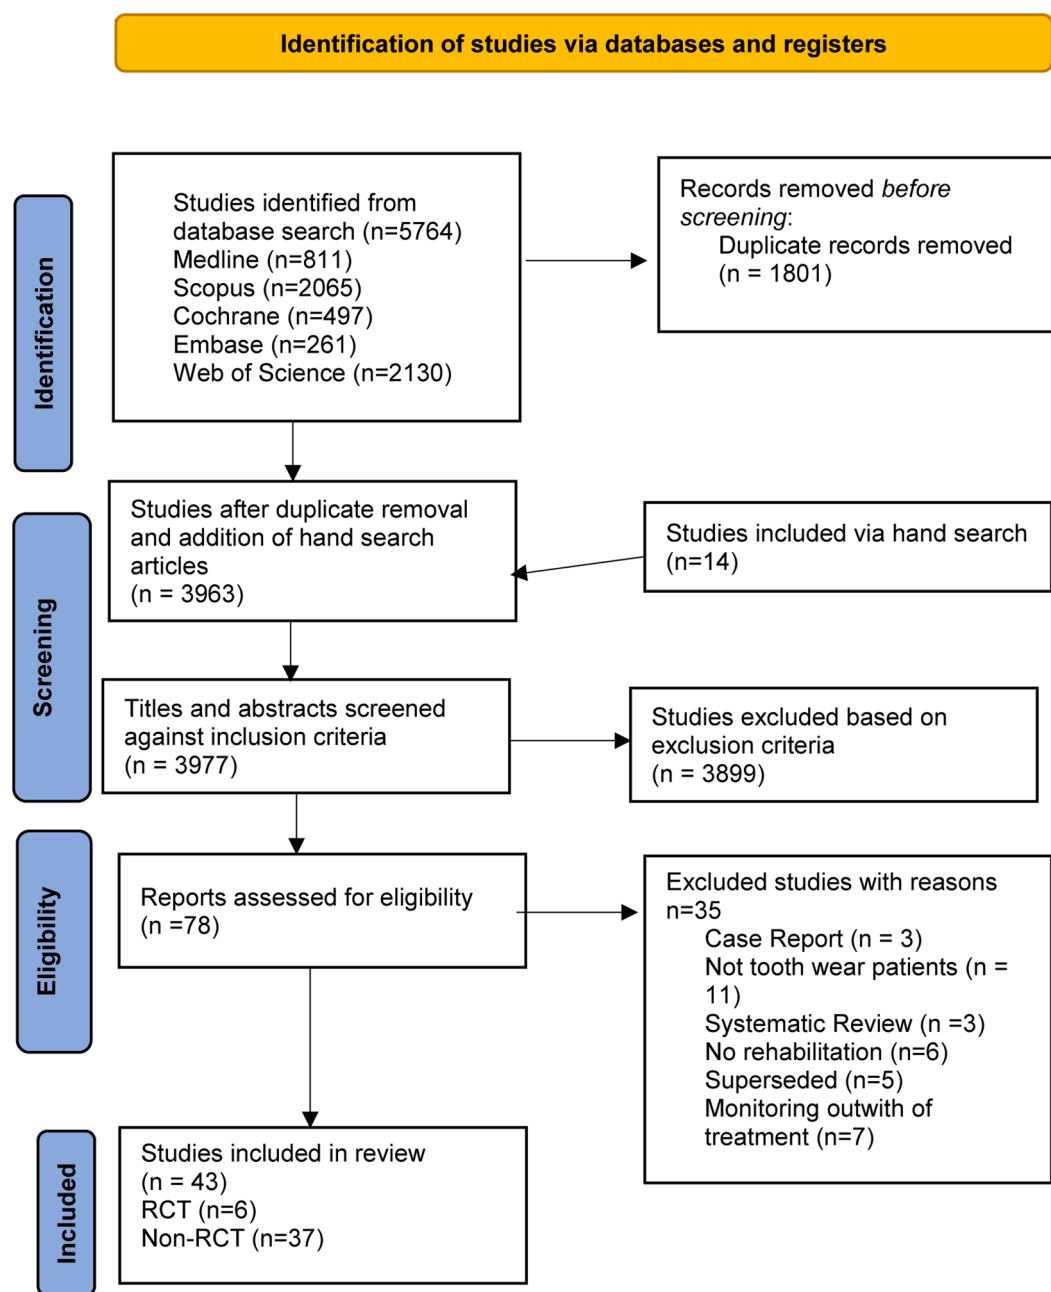 Identification of studies via databases and registers
Identification
Studies identified from
database search (n=5764)
Medline (n=811)
Scopus (n=2065)
Cochrane (n=497)
Embase (n=261)
Web of Science (n=2130)
Records removed before
screening:
Duplicate records removed
(n = 1801)
Screening
Studies after duplicate removal
and addition of hand search
articles
(n = 3963)
Studies included via hand search
(n=14)
Titles and abstracts screened
against inclusion criteria
(n = 3977)
Studies excluded based on
exclusion criteria
(n = 3899)
Eligibility
Reports assessed for eligibility
(n =78)
Excluded studies with reasons
n=35
Case Report (n = 3)
Not tooth wear patients (n =
11)
Systematic Review (n =3)
No rehabilitation (n=6)
Superseded (n=5)
Monitoring outwith of
treatment (n=7)
Included
Studies included in review
(n = 43)
RCT (n=6)
Non-RCT (n=37)